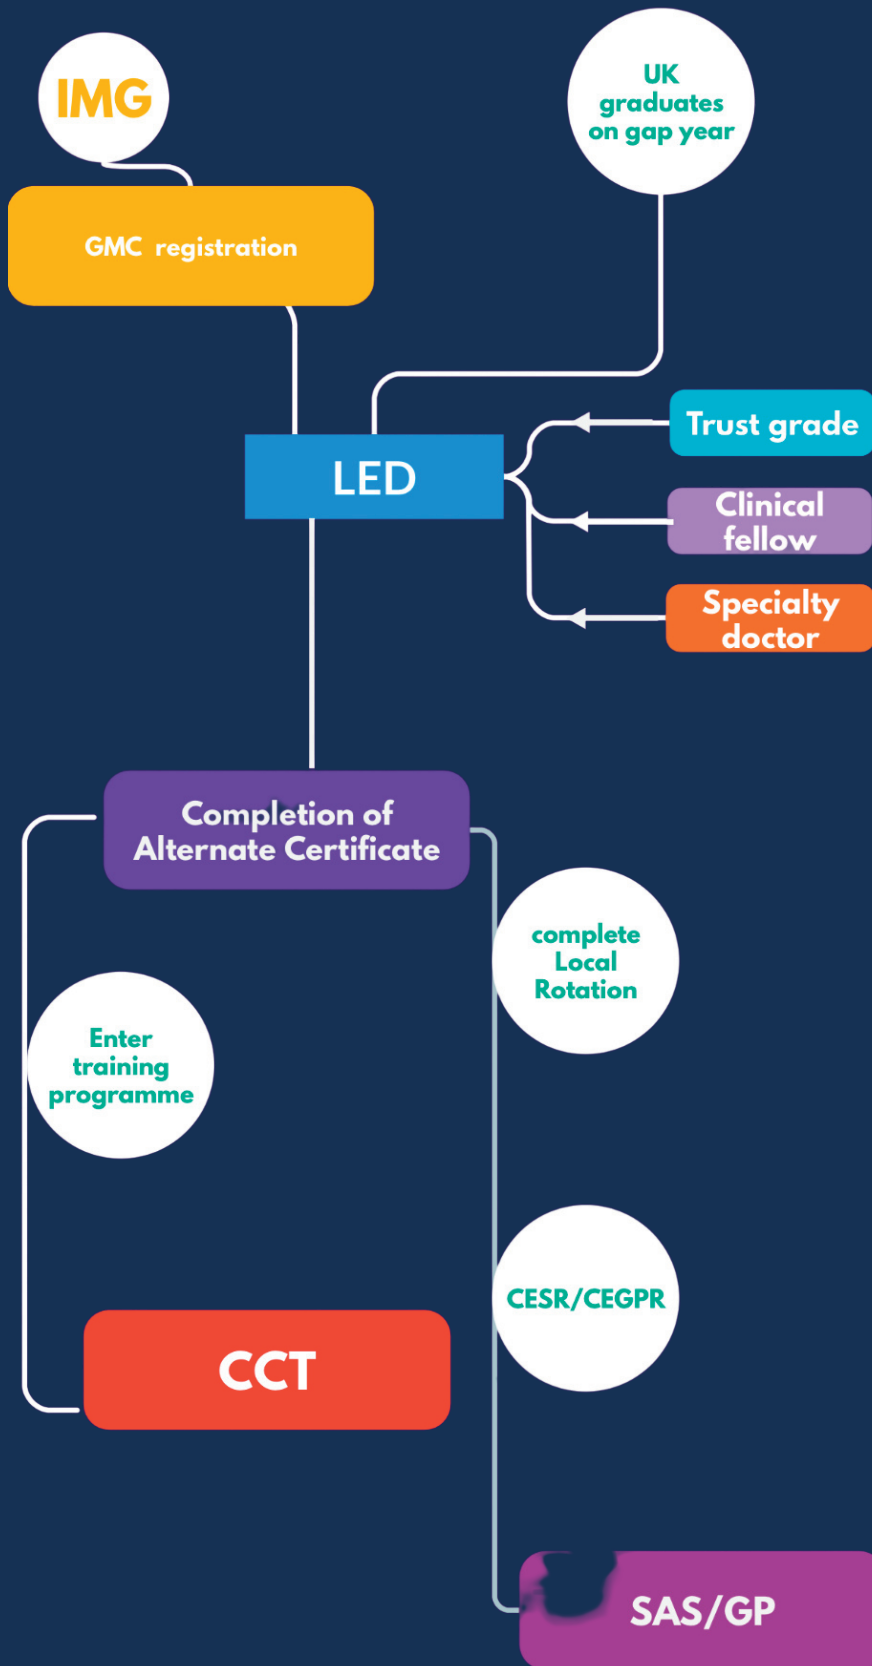 IMG
UK
graduates
on gap year
GMC registration
LED
Trust grade
Clinical
fellow
Specialty
doctor
Completion of
Alternate Certificate
complete
Local
Rotation
Enter
training
programme
CESR/CEGPR
CCT
SAS/GP